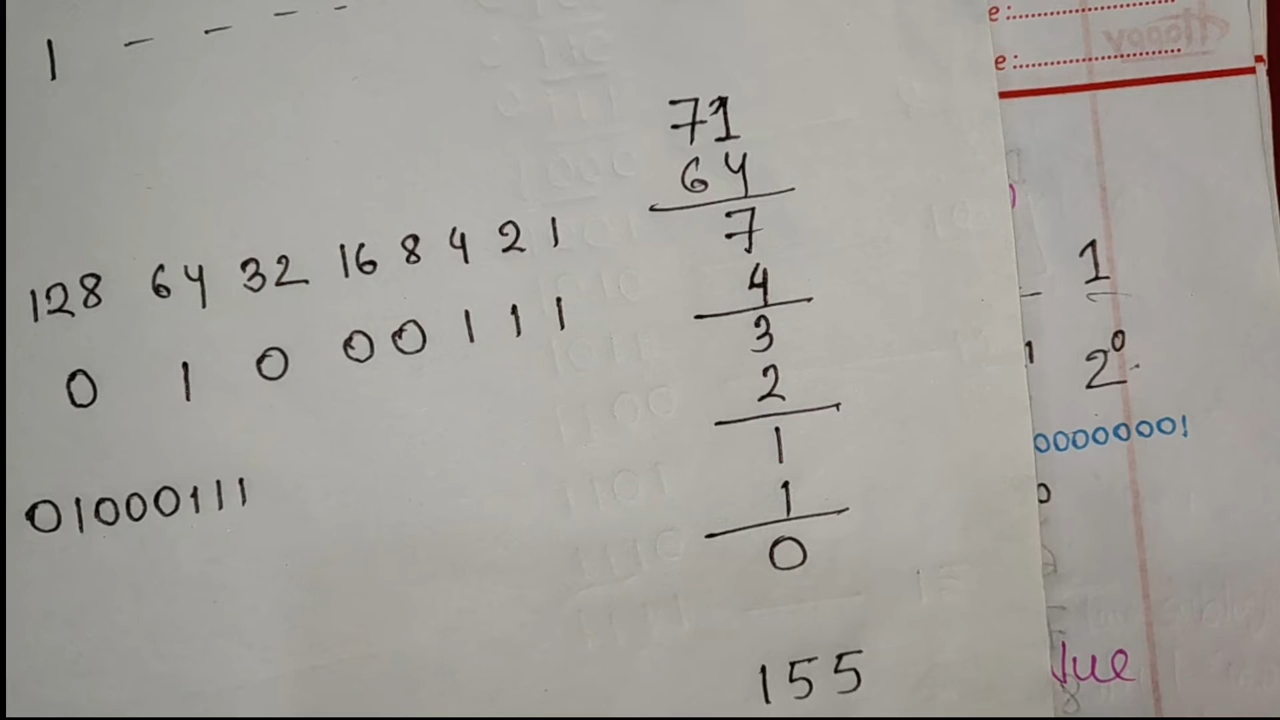 1 - - - -
71
64
7
4
3
2
1
1
0
128 64 32 16 8 4 2 1
0 1 0 0 0 1 1 1
01000111
155
e:
e:
1
2⁰
00000001